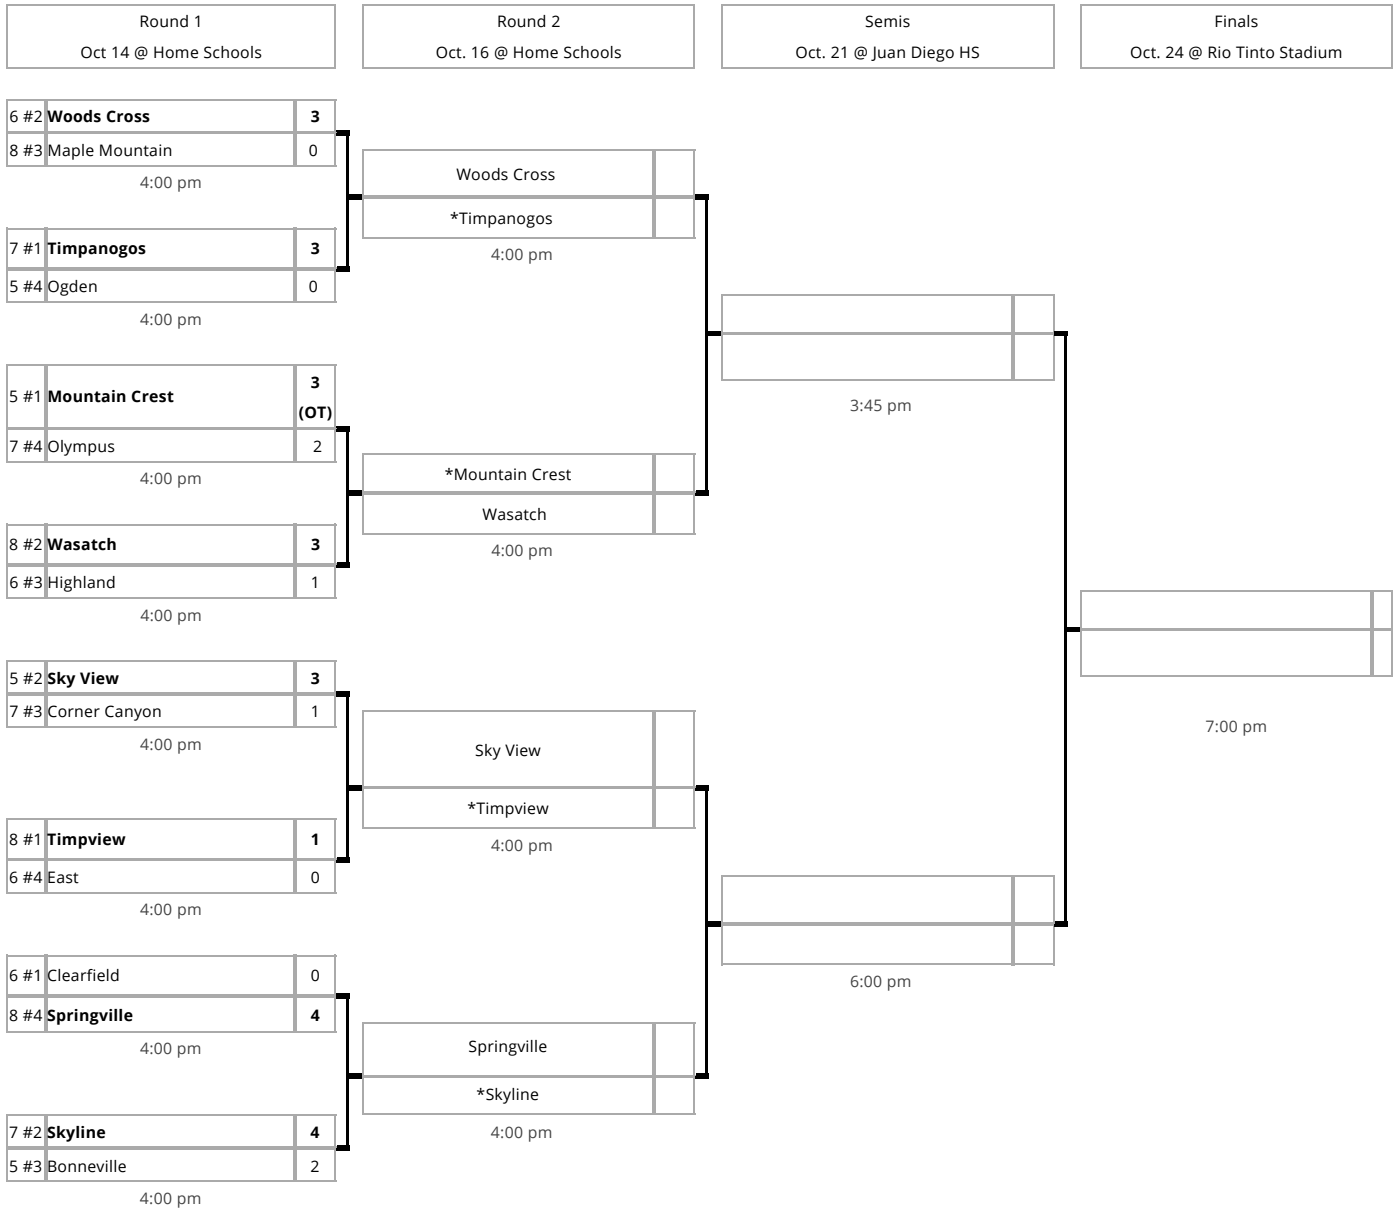 Round 1
Oct 14 @ Home Schools
Round 2
Oct. 16 @ Home Schools
Semis
Oct. 21 @ Juan Diego HS
Finals
Oct. 24 @ Rio Tinto Stadium
6 #2 Woods Cross 3
8 #3 Maple Mountain 0
4:00 pm
7 #1 Timpanogos 3
5 #4 Ogden 0
4:00 pm
5 #1 Mountain Crest 3 (OT)
7 #4 Olympus 2
4:00 pm
8 #2 Wasatch 3
6 #3 Highland 1
4:00 pm
5 #2 Sky View 3
7 #3 Corner Canyon 1
4:00 pm
8 #1 Timpview 1
6 #4 East 0
4:00 pm
6 #1 Clearfield 0
8 #4 Springville 4
4:00 pm
7 #2 Skyline 4
5 #3 Bonneville 2
4:00 pm
Woods Cross
*Timpanogos
4:00 pm
*Mountain Crest
Wasatch
4:00 pm
Sky View
*Timpview
4:00 pm
Springville
*Skyline
4:00 pm
3:45 pm
6:00 pm
7:00 pm